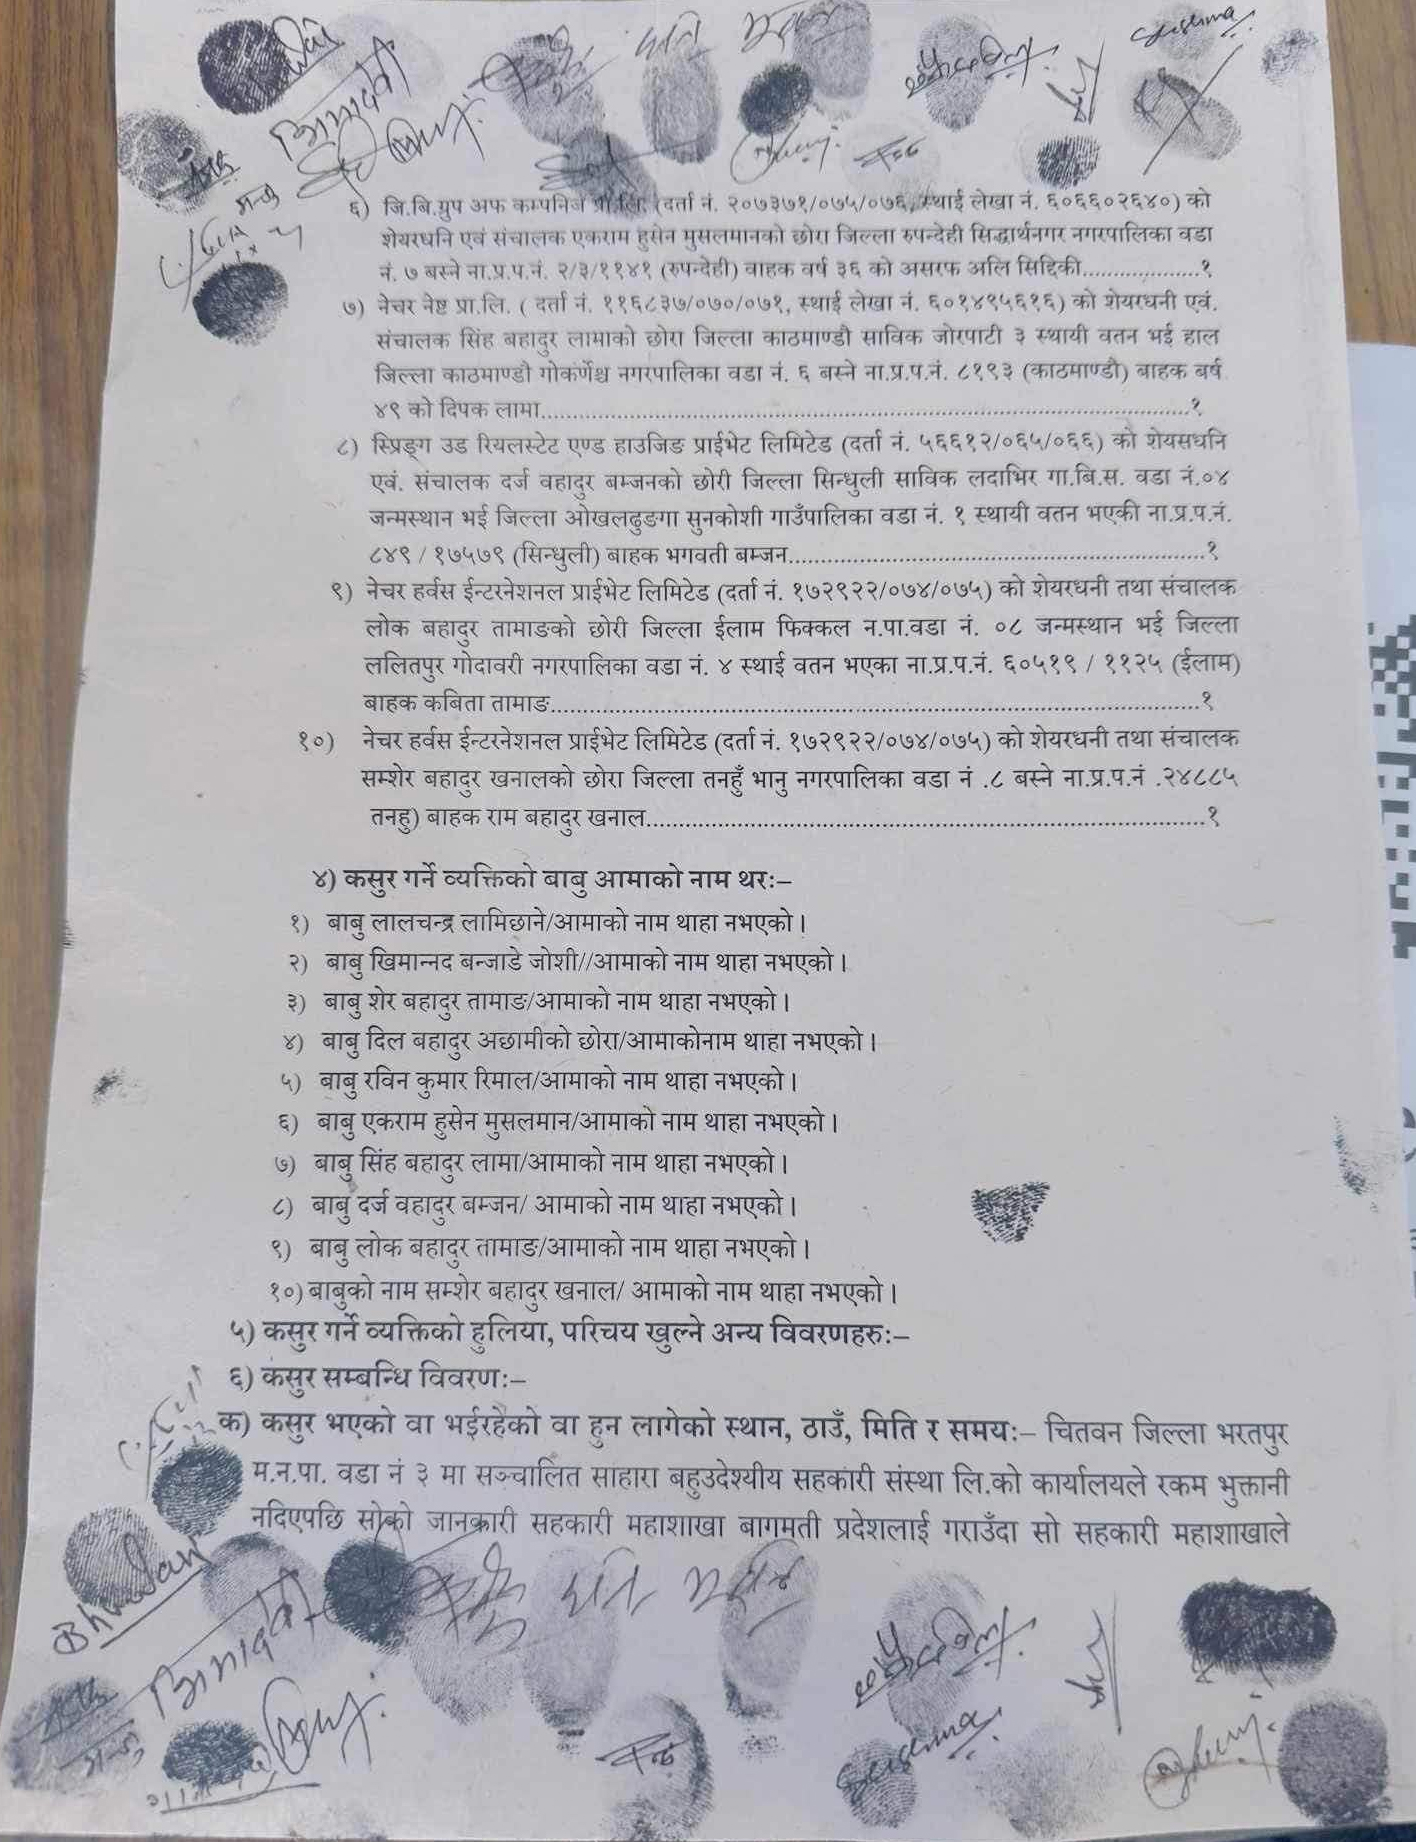 Sushma
६) जि.बि.ग्रुप अफ कम्पनिज प्रा.लि. (दर्ता नं. २०७३७१/०७५/०७६, स्थाई लेखा नं. ६०६६०२६४०) को
शेयरधनि एवं संचालक एकराम हुसेन मुसलमानको छोरा जिल्ला रुपन्देही सिद्धार्थनगर नगरपालिका वडा
नं. ७ बस्ने ना.प्र.प.नं. २/३/११४१ (रुपन्देही) वाहक वर्ष ३६ को असरफ अलि सिद्दिकी...................१
७) नेचर नेष्ट प्रा.लि. ( दर्ता नं. ११६८३७/०७०/०७१, स्थाई लेखा नं. ६०१४९५६१६) को शेयरधनी एवं.
संचालक सिंह बहादुर लामाको छोरा जिल्ला काठमाण्डौ साविक जोरपाटी ३ स्थायी वतन भई हाल
जिल्ला काठमाण्डौ गोकर्णेश्व नगरपालिका वडा नं. ६ बस्ने ना.प्र.प.नं. ८१९३ (काठमाण्डौ) बाहक बर्ष
४९ को दिपक लामा....................................................................................................१
८) स्प्रिङ्ग उड रियलस्टेट एण्ड हाउजिङ प्राईभेट लिमिटेड (दर्ता नं. ५६६१२/०६५/०६६) को शेयसधनि
एवं. संचालक दर्ज वहादुर बम्जनको छोरी जिल्ला सिन्धुली साविक लदाभिर गा.बि.स. वडा नं.०४
जन्मस्थान भई जिल्ला ओखलढुङगा सुनकोशी गाउँपालिका वडा नं. १ स्थायी वतन भएकी ना.प्र.प.नं.
८४९ / १७५७९ (सिन्धुली) बाहक भगवती बम्जन................................................................१
९) नेचर हर्वस ईन्टरनेशनल प्राईभेट लिमिटेड (दर्ता नं. १७२९२२/०७४/०७५) को शेयरधनी तथा संचालक
लोक बहादुर तामाङको छोरी जिल्ला ईलाम फिक्कल न.पा.वडा नं. ०८ जन्मस्थान भई जिल्ला
ललितपुर गोदावरी नगरपालिका वडा नं. ४ स्थाई वतन भएका ना.प्र.प.नं. ६०५१९ / ११२५ (ईलाम)
बाहक कबिता तामाङ....................................................................................................१
१०) नेचर हर्वस ईन्टरनेशनल प्राईभेट लिमिटेड (दर्ता नं. १७२९२२/०७४/०७५) को शेयरधनी तथा संचालक
सम्शेर बहादुर खनालको छोरा जिल्ला तनहुँ भानु नगरपालिका वडा नं .८ बस्ने ना.प्र.प.नं .२४८८५
तनहु) बाहक राम बहादुर खनाल.....................................................................................१
४) कसुर गर्ने व्यक्तिको बाबु आमाको नाम थरः–
१) बाबु लालचन्द्र लामिछाने/आमाको नाम थाहा नभएको।
२) बाबु खिमान्नद बन्जाडे जोशी//आमाको नाम थाहा नभएको।
३) बाबु शेर बहादुर तामाङ/आमाको नाम थाहा नभएको।
४) बाबु दिल बहादुर अछामीको छोरा/आमाकोनाम थाहा नभएको।
५) बाबु रविन कुमार रिमाल/आमाको नाम थाहा नभएको।
६) बाबु एकराम हुसेन मुसलमान/आमाको नाम थाहा नभएको।
७) बाबु सिंह बहादुर लामा/आमाको नाम थाहा नभएको।
८) बाबु दर्ज वहादुर बम्जन/ आमाको नाम थाहा नभएको।
९) बाबु लोक बहादुर तामाङ/आमाको नाम थाहा नभएको।
१०) बाबुको नाम सम्शेर बहादुर खनाल/ आमाको नाम थाहा नभएको।
५) कसुर गर्ने व्यक्तिको हुलिया, परिचय खुल्ने अन्य विवरणहरुः–
६) कसुर सम्बन्धि विवरणः–
क) कसुर भएको वा भईरहेको वा हुन लागेको स्थान, ठाउँ, मिति र समयः– चितवन जिल्ला भरतपुर
म.न.पा. वडा नं ३ मा सञ्चालित साहारा बहुउदेश्यीय सहकारी संस्था लि.को कार्यालयले रकम भुक्तानी
नदिएपछि सोको जानकारी सहकारी महाशाखा बागमती प्रदेशलाई गराउँदा सो सहकारी महाशाखाले
Sushma